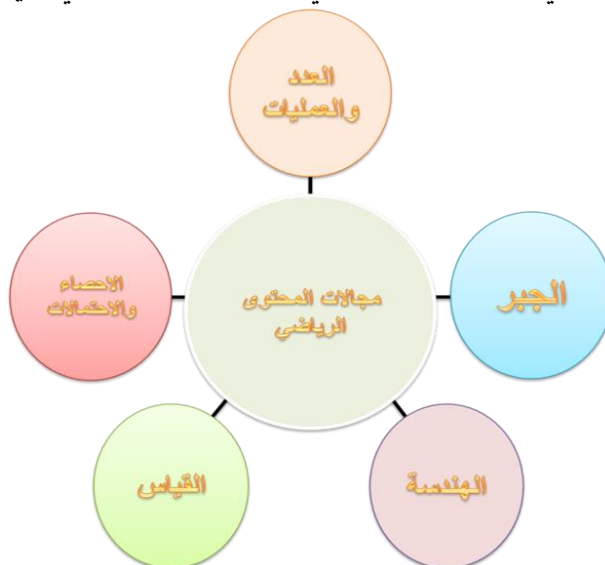 العدد
والعمليات
الجبر
الهندسة
القياس
الاحصاء
والاحتمالات
مجالات المحتوى
الرياضي